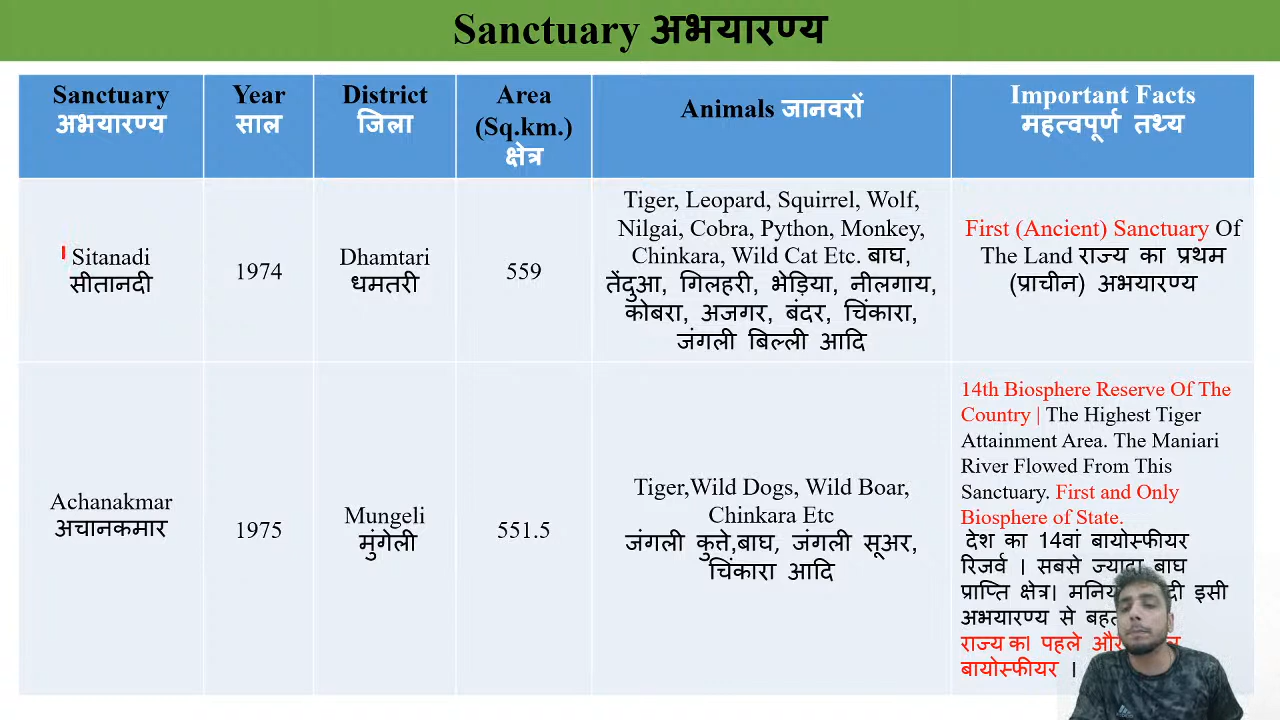 Sanctuary अभयारण्य
Sanctuary
अभयारण्य
Year
साल
District
जिला
Area
(Sq.km.)
क्षेत्र
Animals जानवरों
Important Facts
महत्वपूर्ण तथ्य
Sitanadi
सीतानदी
1974
Dhamtari
धमतरी
559
Tiger, Leopard, Squirrel, Wolf,
Nilgai, Cobra, Python, Monkey,
Chinkara, Wild Cat Etc. बाघ,
तेंदुआ, गिलहरी, भेड़िया, नीलगाय,
कोबरा, अजगर, बंदर, चिंकारा,
जंगली बिल्ली आदि
First (Ancient) Sanctuary Of
The Land राज्य का प्रथम
(प्राचीन) अभयारण्य
Achanakmar
अचानकमार
1975
Mungeli
मुंगेली
551.5
Tiger,Wild Dogs, Wild Boar,
Chinkara Etc
जंगली कुत्ते,बाघ, जंगली सूअर,
चिंकारा आदि
14th Biosphere Reserve Of The
Country | The Highest Tiger
Attainment Area. The Maniari
River Flowed From This
Sanctuary. First and Only
Biosphere of State.
देश का 14वां बायोस्फीयर
रिजर्व । सबसे ज्यादा बाघ
प्राप्ति क्षेत्र। इसी
अभयारण्य से
राज्य का पहले
बायोस्फीयर ।